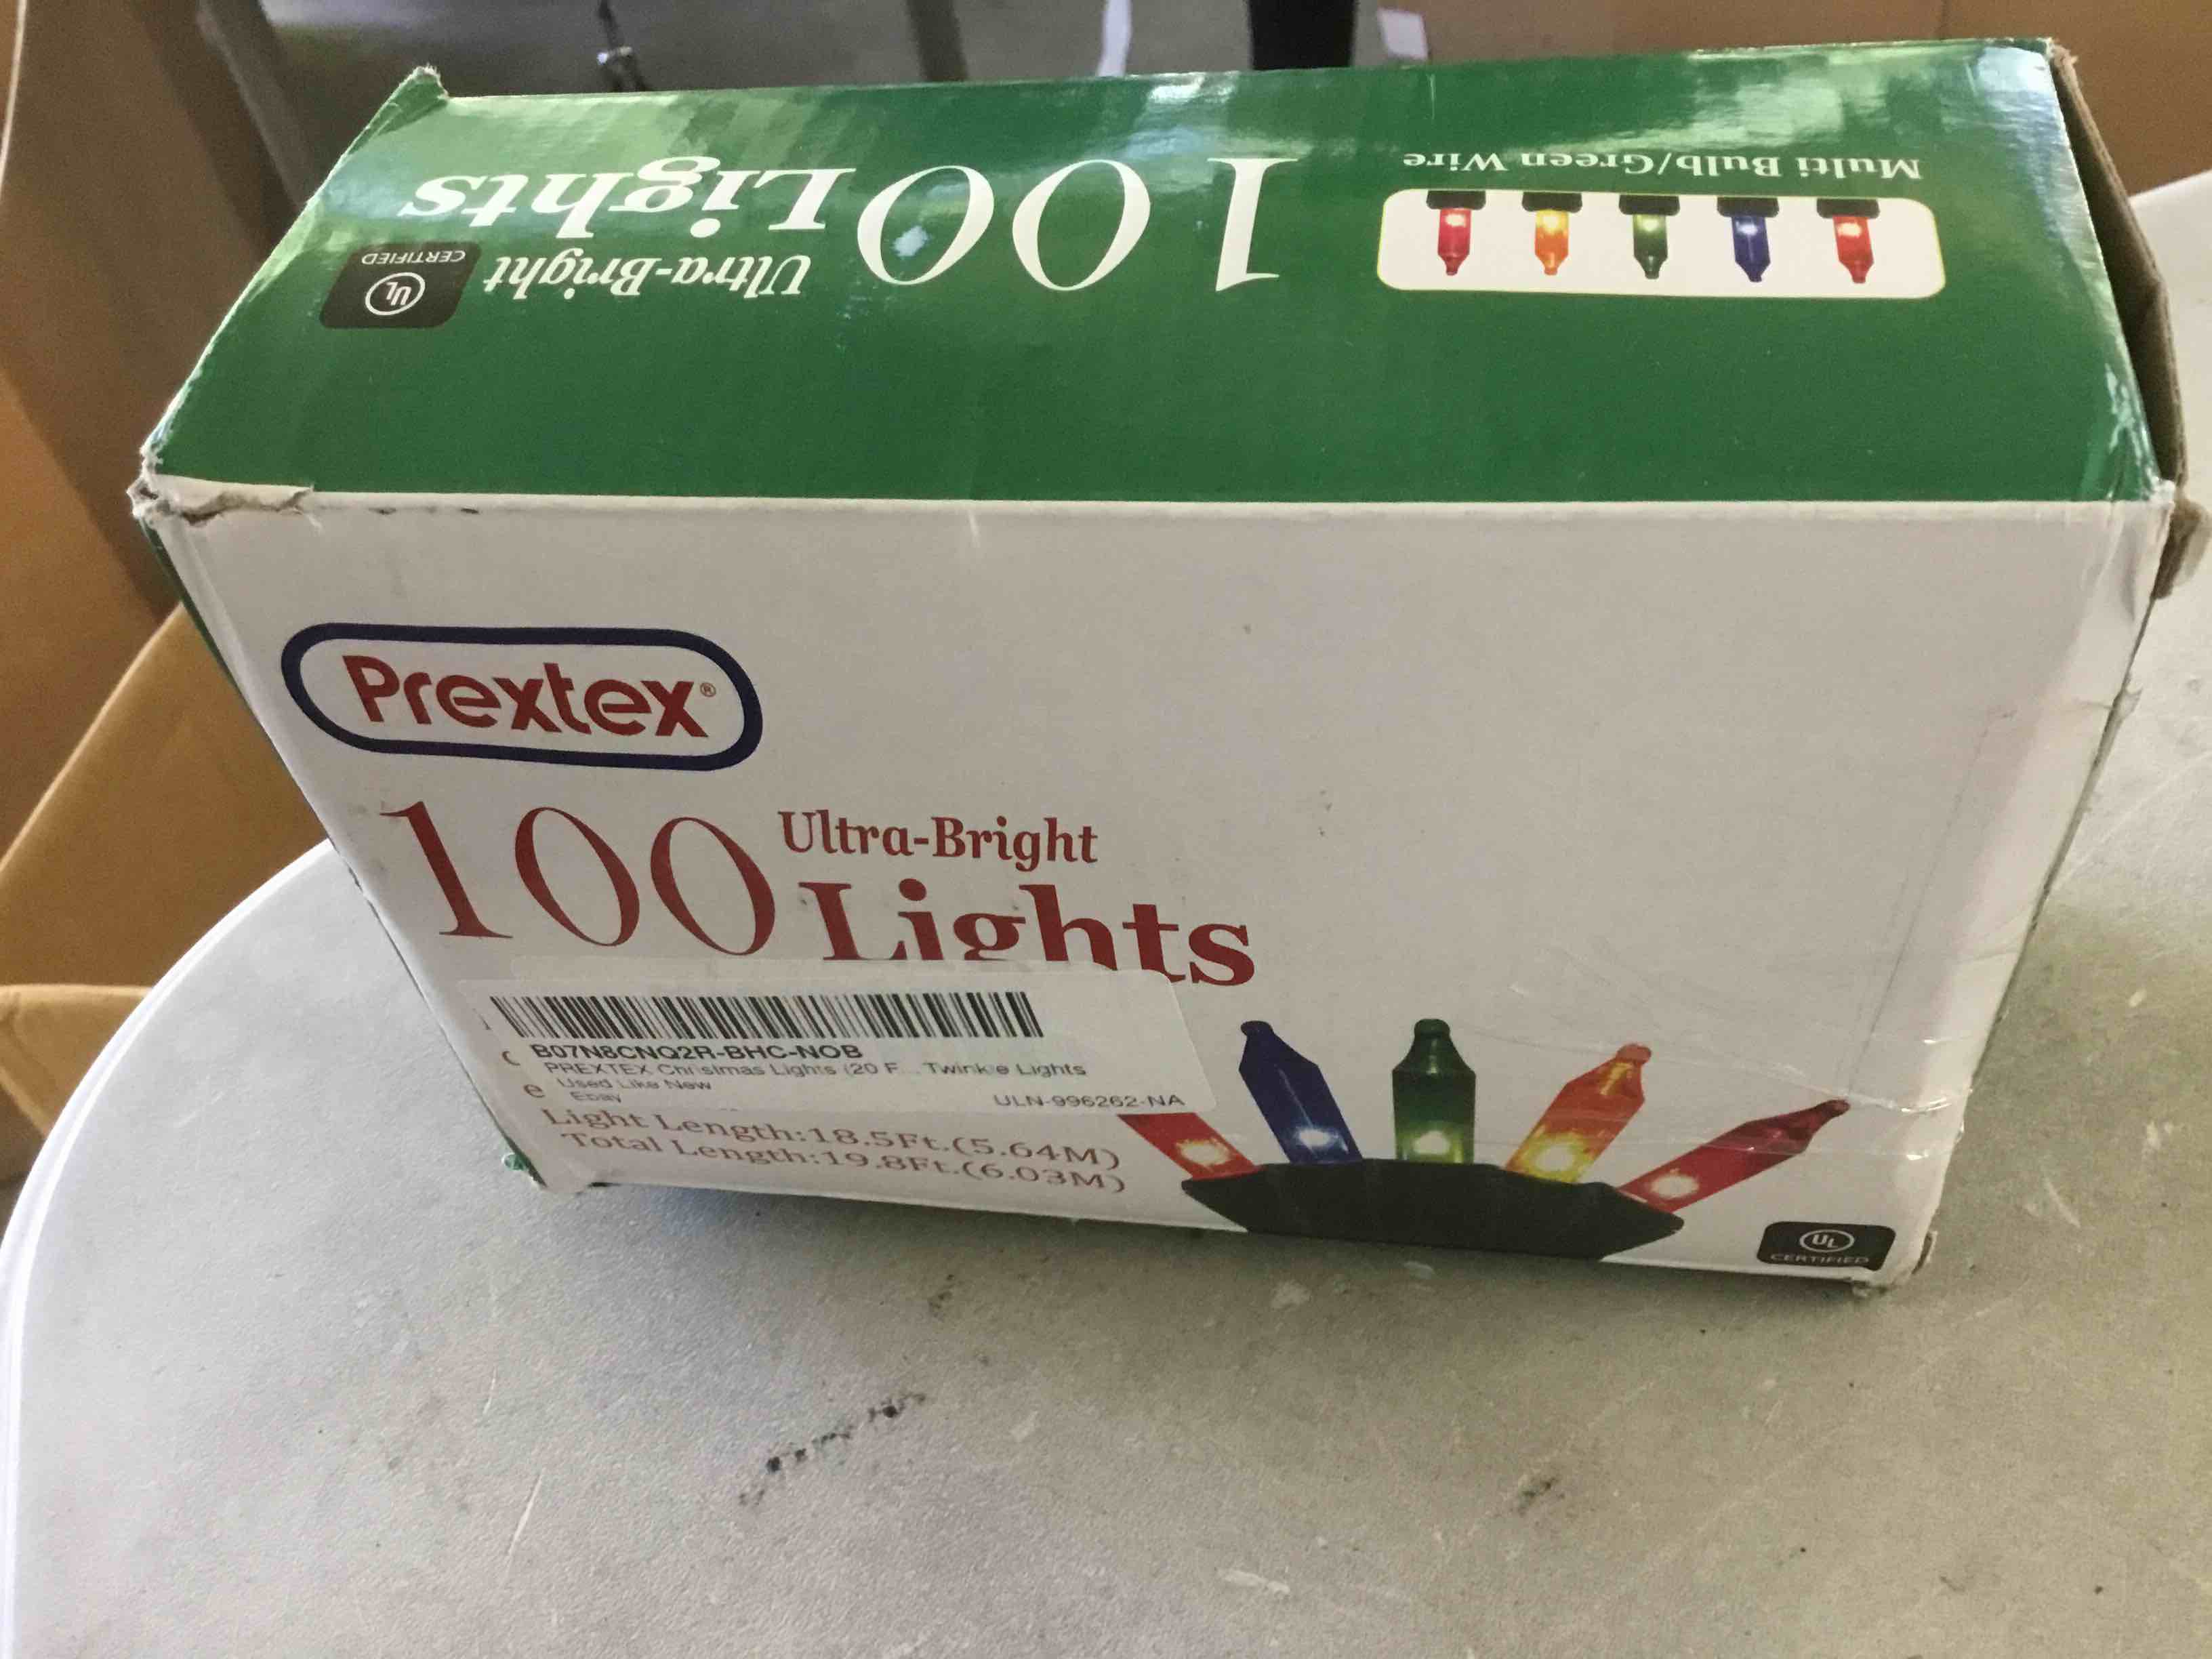 Multi Bulb/Green Wire
100 Ultra-Bright
Lights
UL
CERTIFIED
Prextex®
100 Ultra-Bright
Lights
B07N8CNQ2R-BHC-NOB
PREXTEX Christmas Lights (20 F... Twinkle Lights
Used Like New
Ebay
ULN-996262-NA
Light Length:18.5Ft.(5.64M)
Total Length:19.8Ft.(6.03M)
UL
CERTIFIED